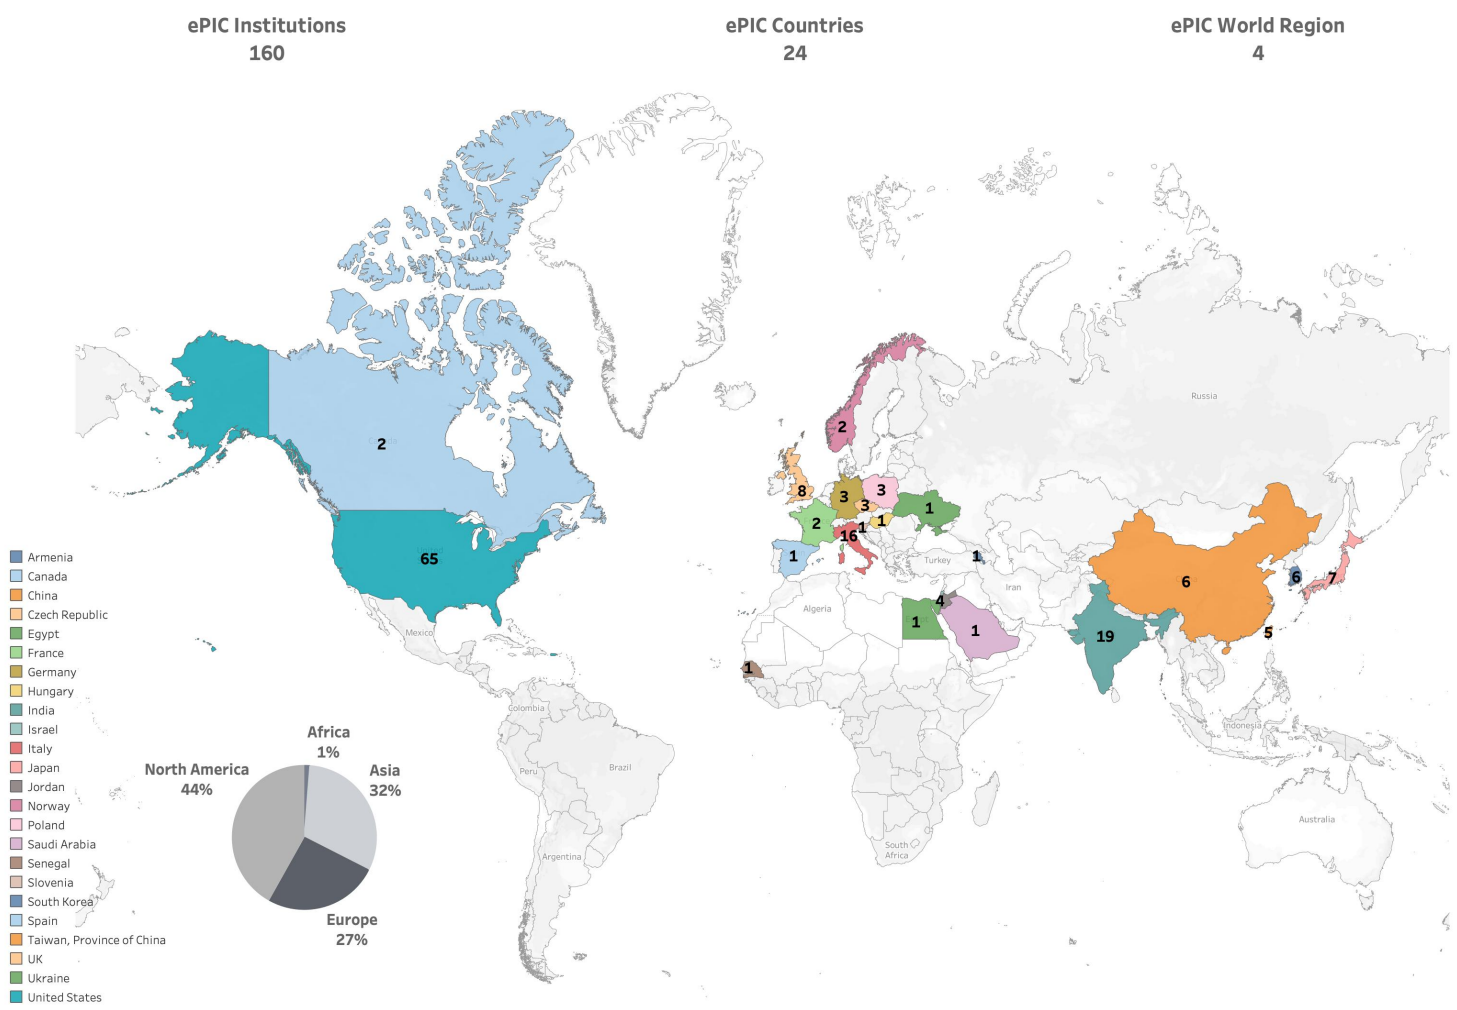 ePIC Institutions
160
ePIC Countries
24
ePIC World Region
4
Russia
2
2
8
3
3
3
1
1
1
2
16
65
1
1
Turkey
Iran
6
6
7
5
Algeria
4
1
1
19
1
Mexico
Colombia
Peru
Brazil
Argentina
Indonesia
South
Africa
Australia
Armenia
Canada
China
Czech Republic
Egypt
France
Germany
Hungary
India
Israel
Italy
Japan
Jordan
Norway
Poland
Saudi Arabia
Senegal
Slovenia
South Korea
Spain
Taiwan, Province of China
UK
Ukraine
United States
Africa
1%
North America
44%
Asia
32%
Europe
27%